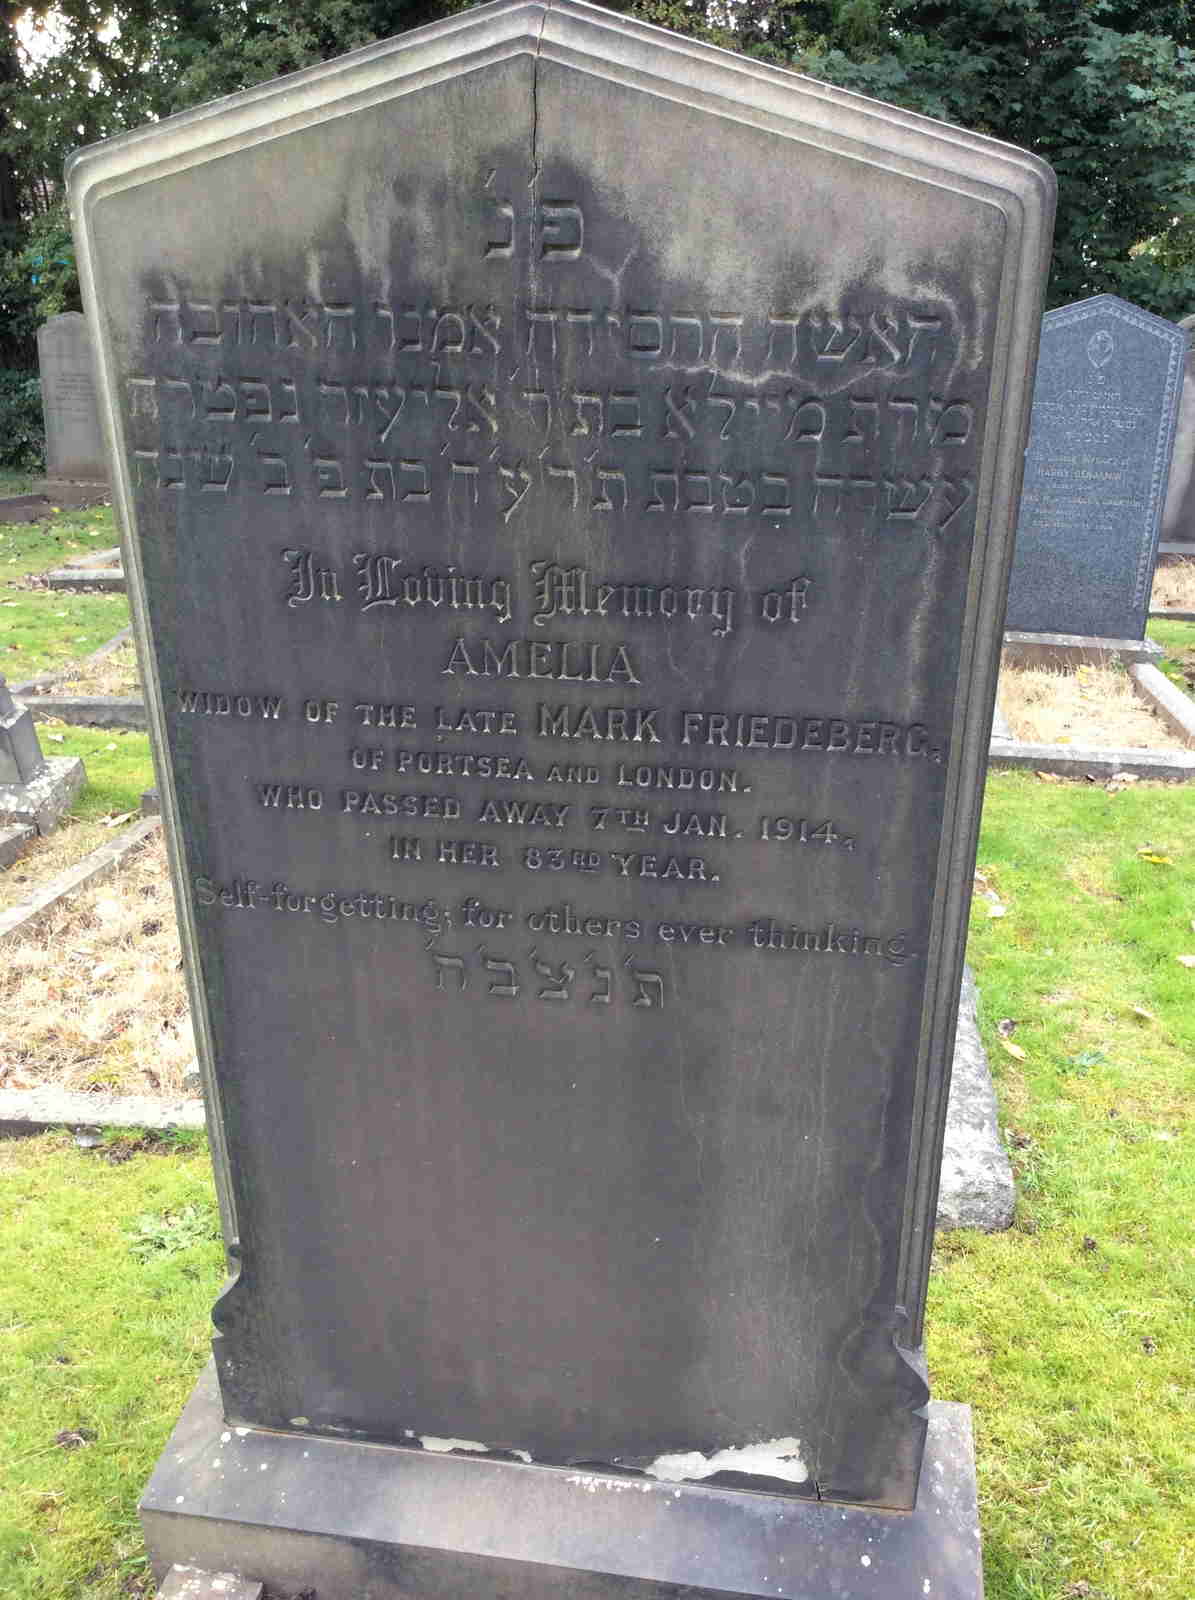 פ׳ נ׳
האשה החסידה אמנו האהובה
מרת מיילא בת ר׳ אליעזר נפטרה
עשרה בטבת ת׳ר׳ע׳ד׳ בת פ׳ב׳ שנה
In Loving Memory of
AMELIA
WIDOW OF THE LATE MARK FRIEDEBERG,
OF PORTSEA AND LONDON.
WHO PASSED AWAY 7TH JAN. 1914,
IN HER 83RD YEAR.
Self-forgetting; for others ever thinking.
ת׳נ׳צ׳ב׳ה׳
HARRY BENJAMIN